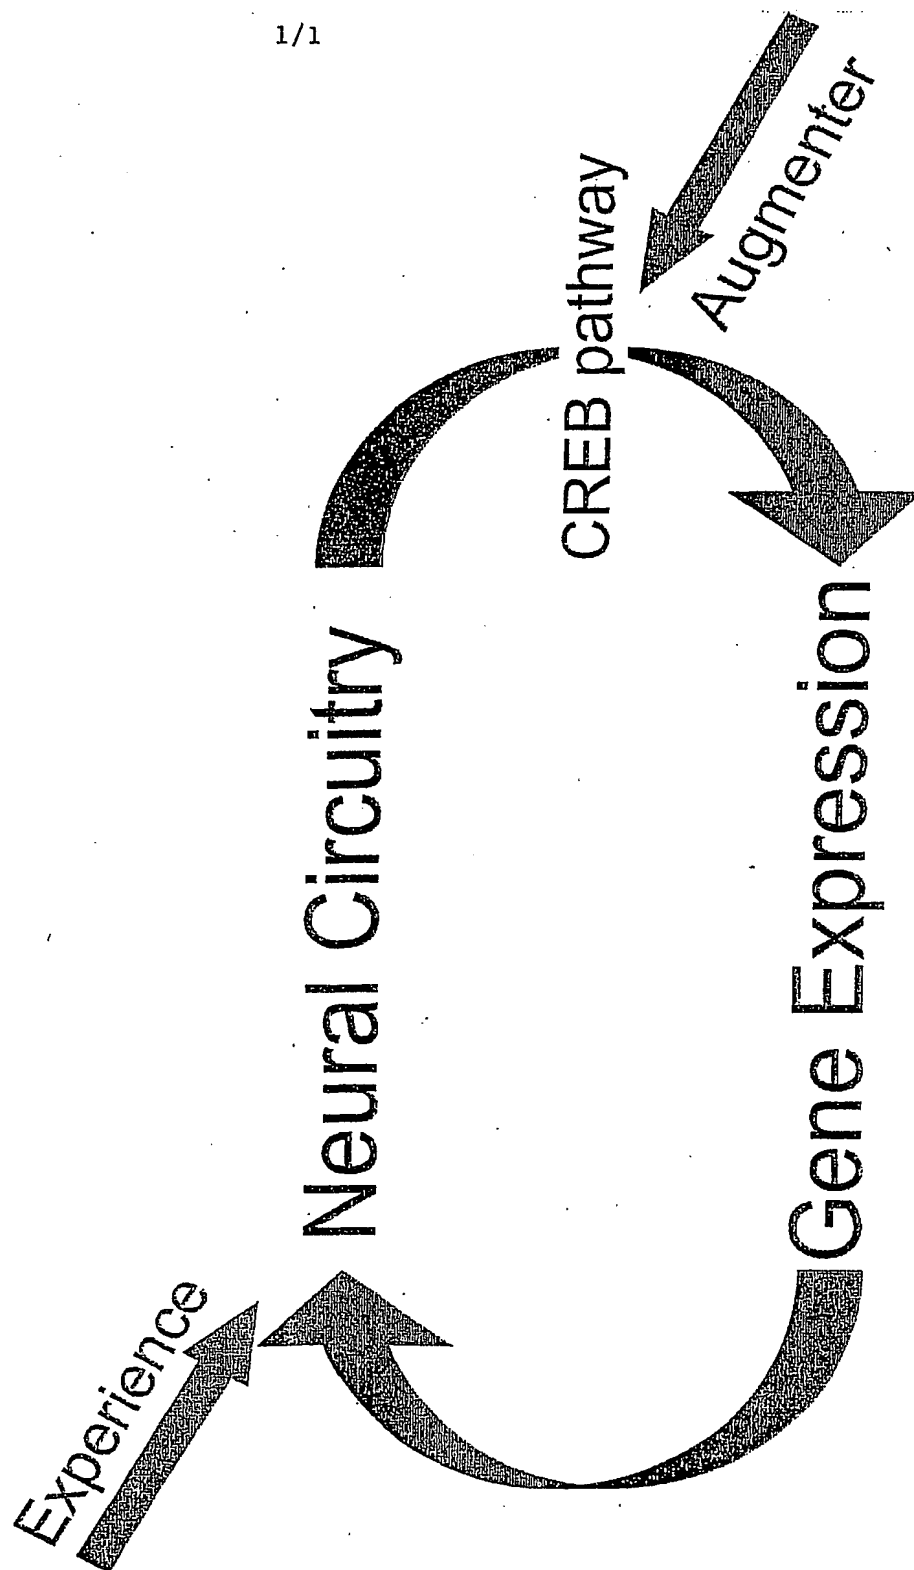 1/1
Experience
Neural Circuitry
CREB pathway
Augmenter
Gene Expression